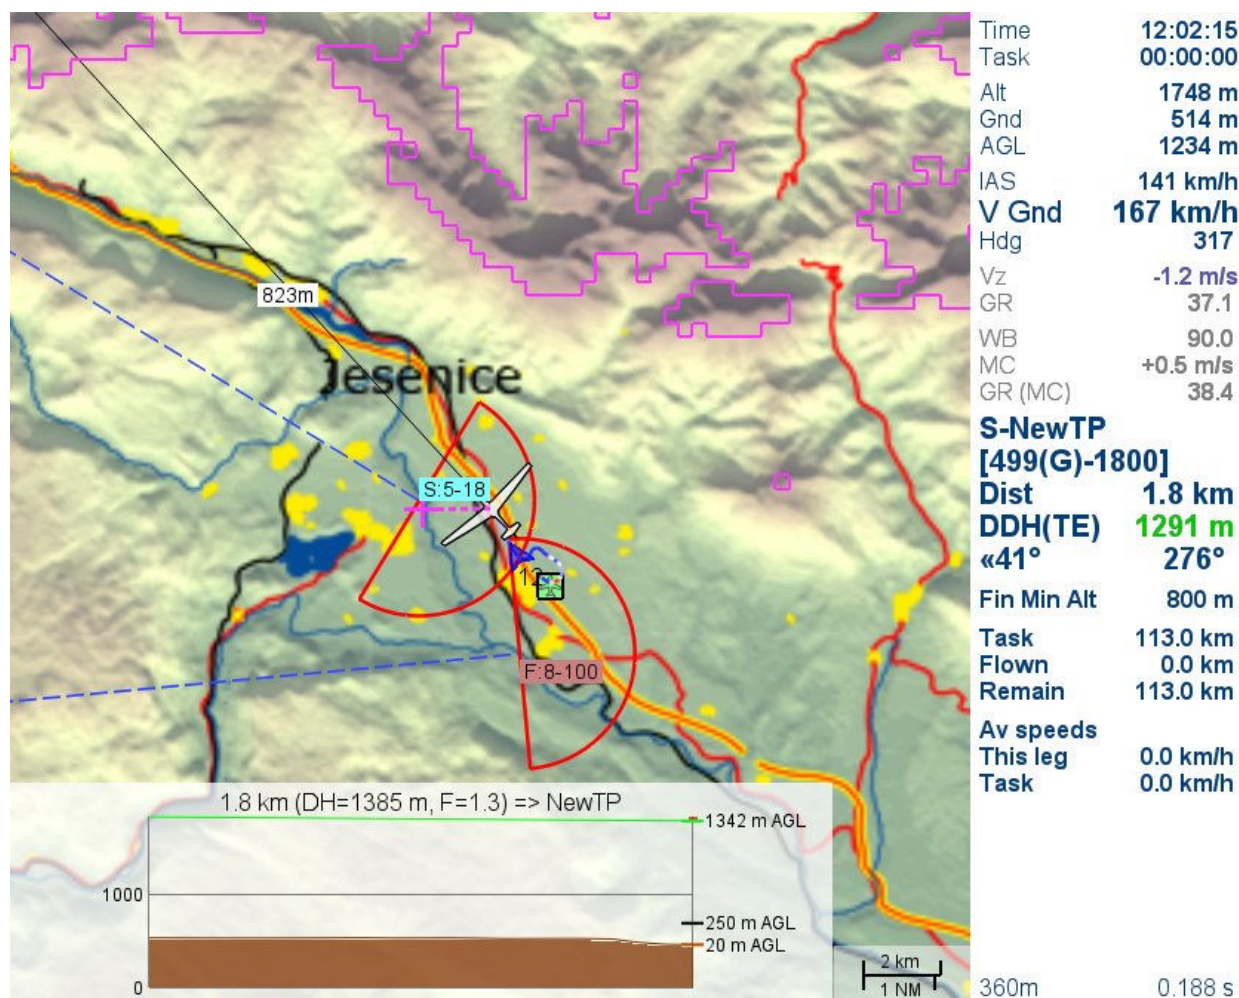 823m
Jesenice
S:5-18
12
F:8-100
1.8 km (DH=1385 m, F=1.3) => NewTP
1342 m AGL
1000
250 m AGL
20 m AGL
0
2 km
1 NM
Time 12:02:15
Task 00:00:00
Alt 1748 m
Gnd 514 m
AGL 1234 m
IAS 141 km/h
V Gnd 167 km/h
Hdg 317
Vz -1.2 m/s
GR 37.1
WB 90.0
MC +0.5 m/s
GR (MC) 38.4
S-NewTP
[499(G)-1800]
Dist 1.8 km
DDH(TE) 1291 m
«41° 276°
Fin Min Alt 800 m
Task 113.0 km
Flown 0.0 km
Remain 113.0 km
Av speeds
This leg 0.0 km/h
Task 0.0 km/h
360m 0.188 s